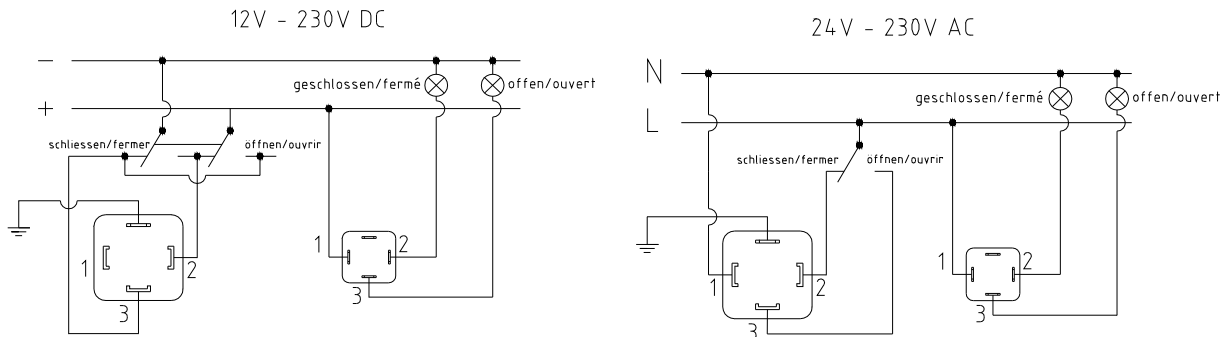 12V - 230V DC
−
geschlossen/fermé
offen/ouvert
+
schliessen/fermer
öffnen/ouvrir
1
2
3
1
2
3
24V - 230V AC
N
geschlossen/fermé
offen/ouvert
L
schliessen/fermer
öffnen/ouvrir
1
2
3
1
2
3